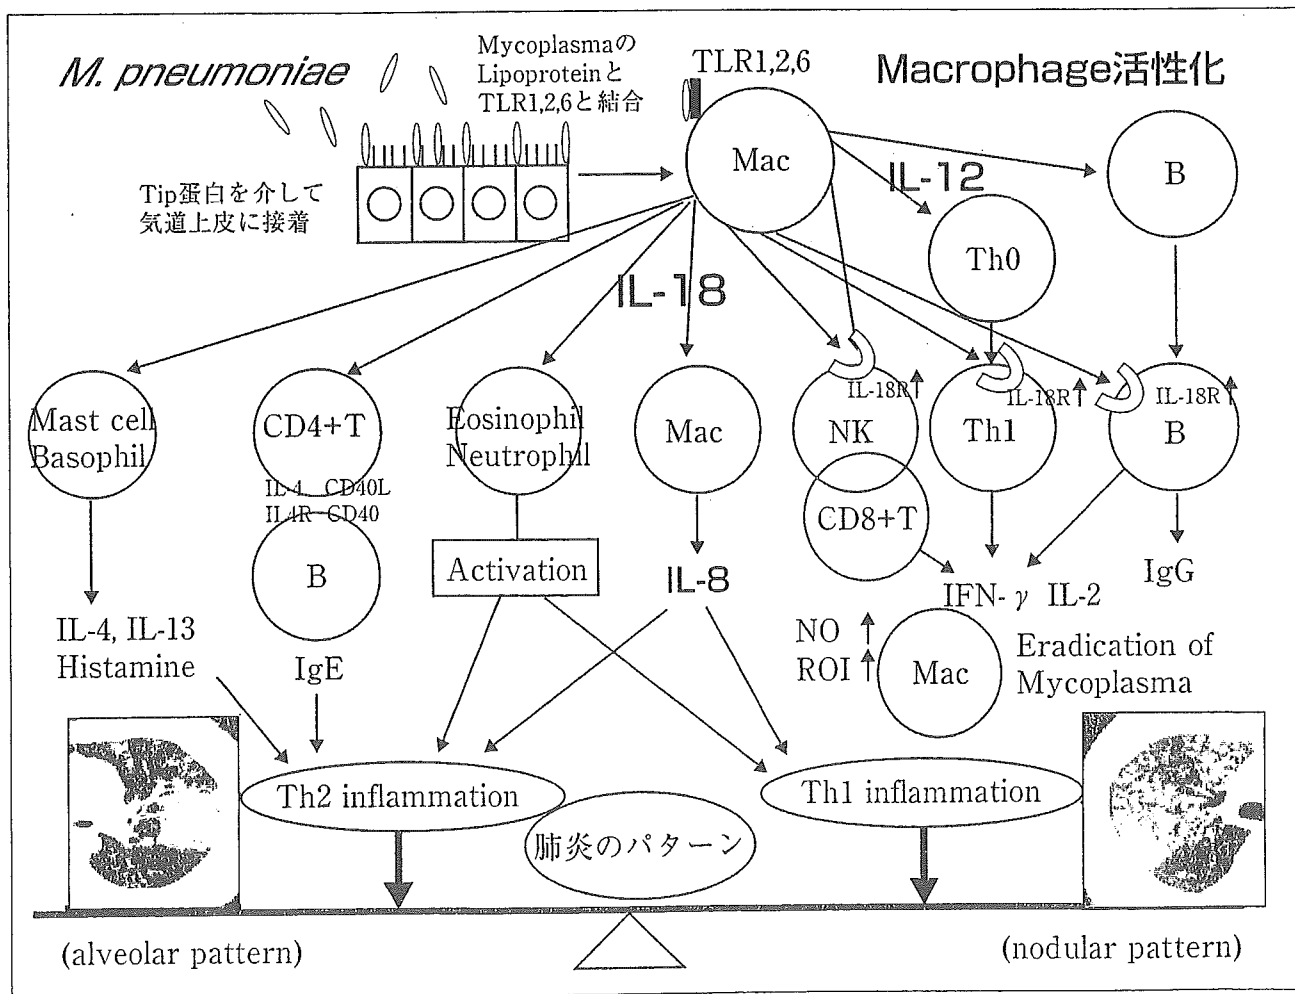 M. pneumoniae
Mycoplasmaの
Lipoproteinと
TLR1,2,6と結合
TLR1,2,6
Macrophage活性化
Mac
B
IL-12
Tip蛋白を介して
気道上皮に接着
Th0
IL-18
Mast cell
Basophil
CD4+T
IL-4 CD40L
IL4R CD40
B
Eosinophil
Neutrophil
Mac
IL-18R↑
NK
CD8+T
IL-18R↑
Th1
IL-18R↑
B
Activation
IL-8
IFN-γ IL-2
IgG
IL-4, IL-13
Histamine
IgE
NO ↑
ROI ↑
Mac
Eradication of
Mycoplasma
Th2 inflammation
Th1 inflammation
肺炎のパターン
(alveolar pattern)
(nodular pattern)